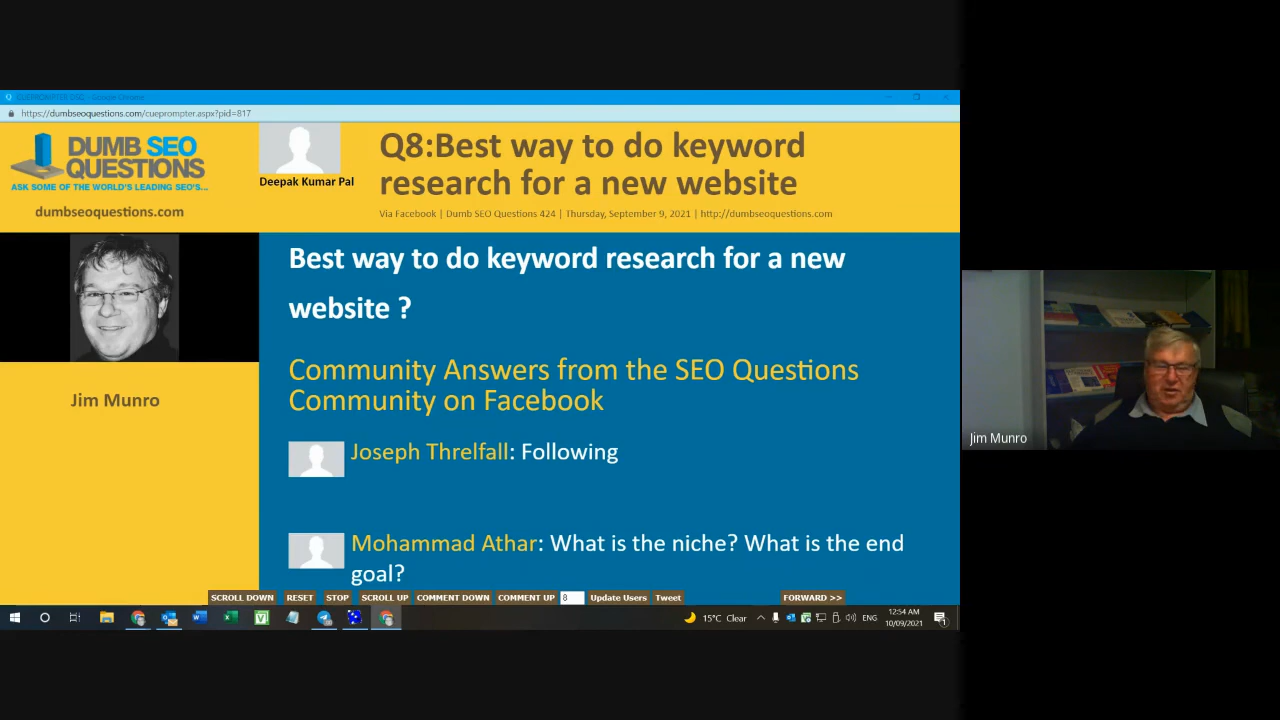 https://dumbseoquestions.com/cueprompter.aspx?pid=817
DUMB SEO
QUESTIONS
ASK SOME OF THE WORLD'S LEADING SEO'S...
dumbseoquestions.com
Deepak Kumar Pal
Q8:Best way to do keyword
research for a new website
Via Facebook | Dumb SEO Questions 424 | Thursday, September 9, 2021 | http://dumbseoquestions.com
Jim Munro
Best way to do keyword research for a new
website ?
Community Answers from the SEO Questions
Community on Facebook
Joseph Threlfall: Following
Mohammad Athar: What is the niche? What is the end
goal?
SCROLL DOWN RESET STOP SCROLL UP COMMENT DOWN COMMENT UP 8 Update Users Tweet FORWARD >>
15°C Clear ENG 12:54 AM
10/09/2021
Jim Munro